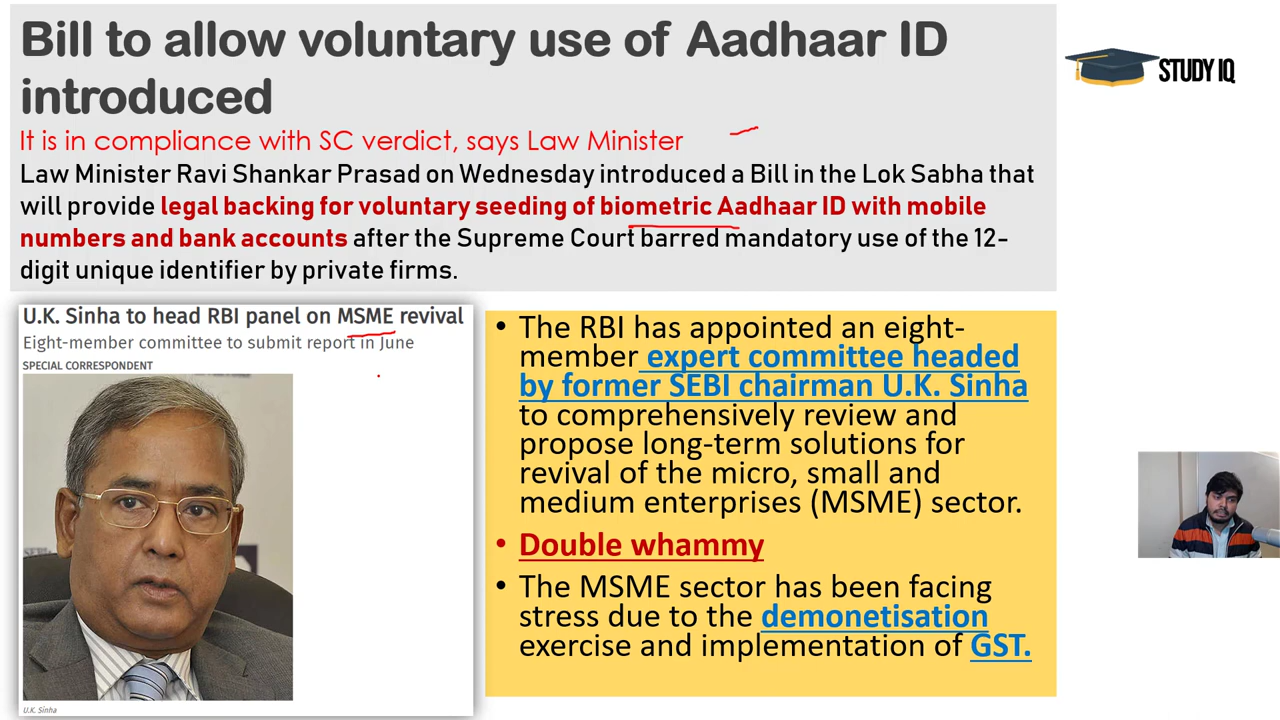 Bill to allow voluntary use of Aadhaar ID
introduced
STUDY IQ
It is in compliance with SC verdict, says Law Minister
Law Minister Ravi Shankar Prasad on Wednesday introduced a Bill in the Lok Sabha that
will provide legal backing for voluntary seeding of biometric Aadhaar ID with mobile
numbers and bank accounts after the Supreme Court barred mandatory use of the 12-
digit unique identifier by private firms.
U.K. Sinha to head RBI panel on MSME revival
Eight-member committee to submit report in June
SPECIAL CORRESPONDENT
U.K. Sinha
• The RBI has appointed an eight-
member expert committee headed
by former SEBI chairman U.K. Sinha
to comprehensively review and
propose long-term solutions for
revival of the micro, small and
medium enterprises (MSME) sector.
• Double whammy
• The MSME sector has been facing
stress due to the demonetisation
exercise and implementation of GST.